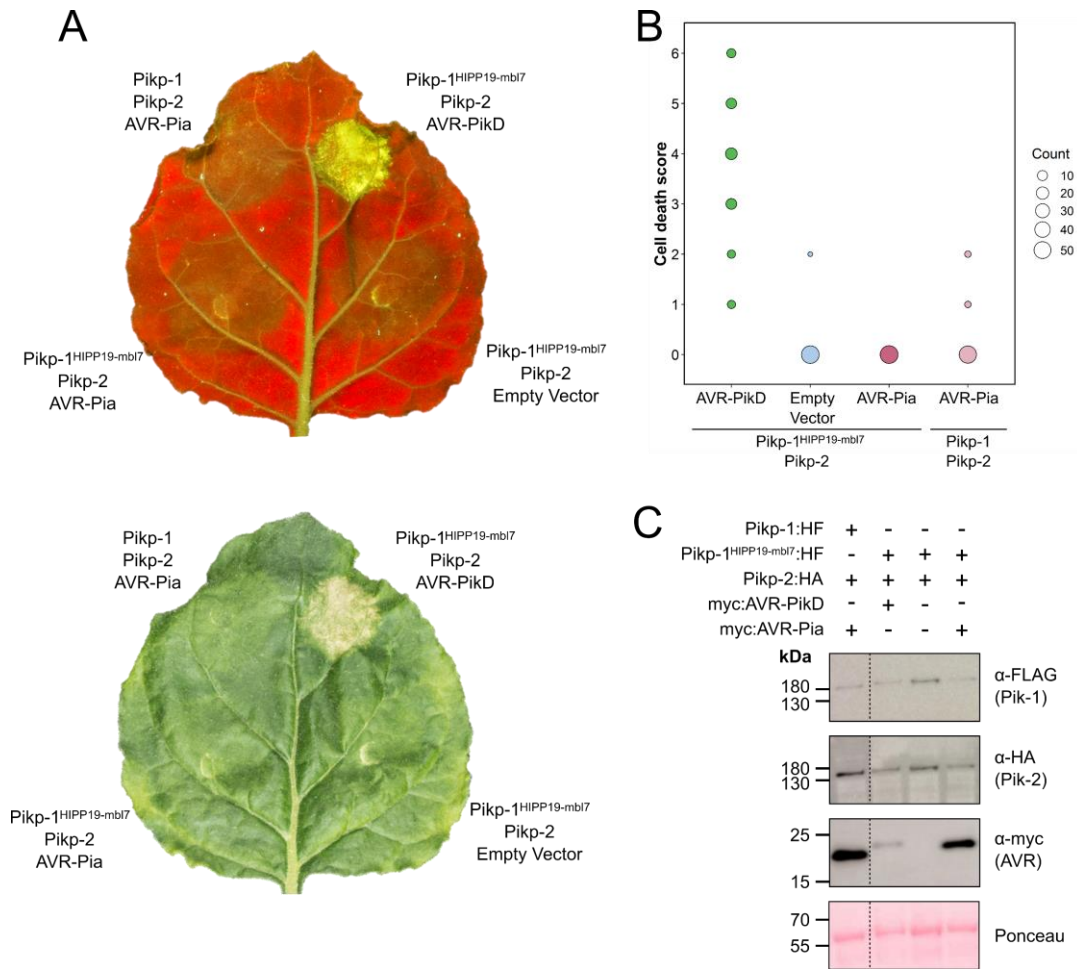 A
Pikp-1
Pikp-2
AVR-Pia
Pikp-1HIPP19-mbl7
Pikp-2
AVR-PikD
Pikp-1HIPP19-mbl7
Pikp-2
AVR-Pia
Pikp-1HIPP19-mbl7
Pikp-2
Empty Vector
Pikp-1
Pikp-2
AVR-Pia
Pikp-1HIPP19-mbl7
Pikp-2
AVR-PikD
Pikp-1HIPP19-mbl7
Pikp-2
AVR-Pia
Pikp-1HIPP19-mbl7
Pikp-2
Empty Vector
B
Cell death score
6
5
4
3
2
1
0
AVR-PikD
Empty
Vector
AVR-Pia
AVR-Pia
Pikp-1HIPP19-mbl7
Pikp-2
Pikp-1
Pikp-2
Count
10
20
30
40
50
C
Pikp-1:HF + - - -
Pikp-1HIPP19-mbl7:HF - + + +
Pikp-2:HA + + + +
myc:AVR-PikD - + - -
myc:AVR-Pia + - - +
kDa
180
130
α-FLAG
(Pik-1)
180
130
α-HA
(Pik-2)
25
15
α-myc
(AVR)
70
55
Ponceau